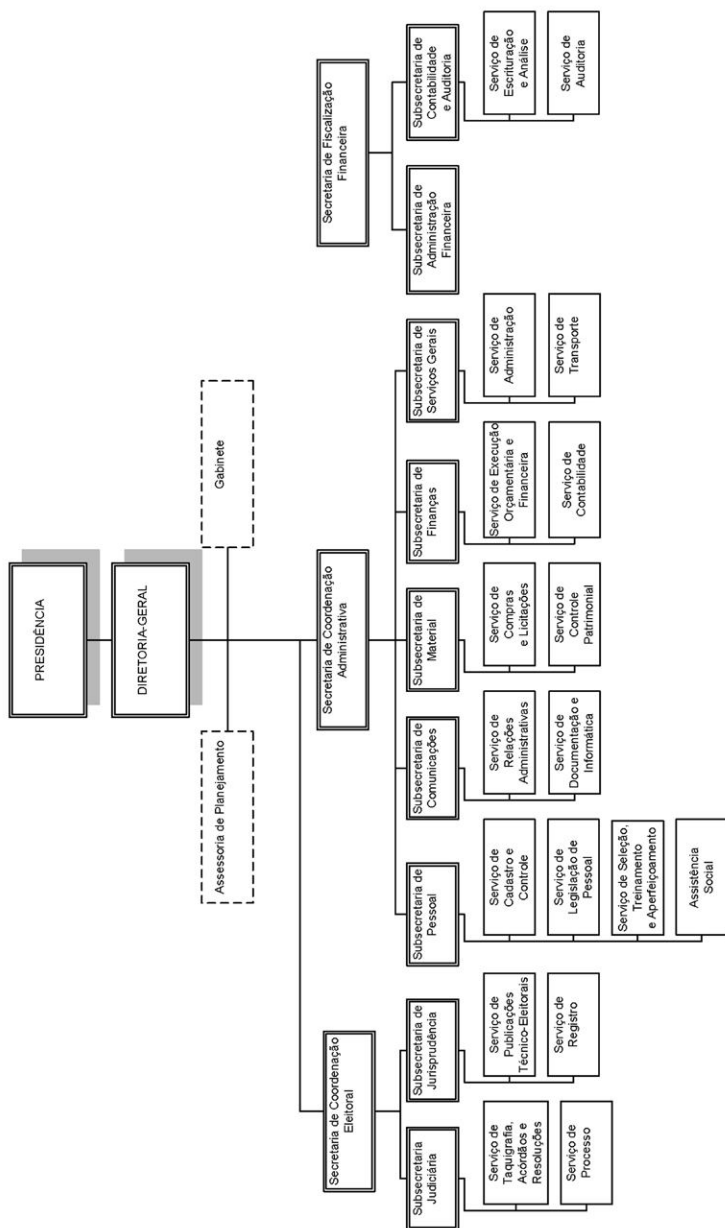 PRESIDÊNCIA
DIRETORIA-GERAL
Assessoria de Planejamento
Gabinete
Secretaria de Coordenação
Eleitoral
Secretaria de Coordenação
Administrativa
Secretaria de Fiscalização
Financeira
Subsecretaria
Judiciária
Subsecretaria de
Jurisprudência
Subsecretaria de
Pessoal
Subsecretaria de
Comunicações
Subsecretaria de
Material
Subsecretaria de
Finanças
Subsecretaria de
Serviços Gerais
Subsecretaria de
Administração
Financeira
Subsecretaria de
Contabilidade
e Auditoria
Serviço de
Taquigrafia,
Acórdãos e
Resoluções
Serviço de
Processo
Serviço de
Publicações
Técnico-Eleitorais
Serviço de
Registro
Serviço de
Cadastro e
Controle
Serviço de
Legislação de
Pessoal
Serviço de Seleção,
Treinamento
e Aperfeiçoamento
Assistência
Social
Serviço de
Relações
Administrativas
Serviço de
Documentação e
Informática
Serviço de
Compras
e Licitações
Serviço de
Controle
Patrimonial
Serviço de Execução
Orçamentária e
Financeira
Serviço de
Contabilidade
Serviço de
Administração
Serviço de
Transporte
Serviço de
Escrituração
e Análise
Serviço de
Auditoria